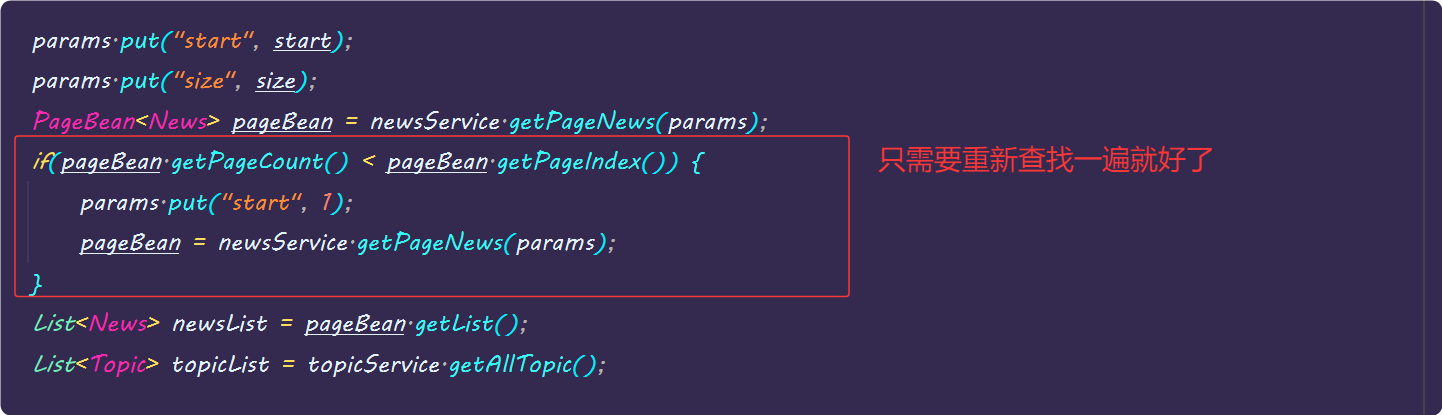 params.put("start", start);
params.put("size", size);
PageBean<News> pageBean = newsService.getPageNews(params);
if(pageBean.getPageCount() < pageBean.getPageIndex()) {
只需要重新查找一遍就好了
params.put("start", 1);
pageBean = newsService.getPageNews(params);
}
List<News> newsList = pageBean.getList();
List<Topic> topicList = topicService.getAllTopic();